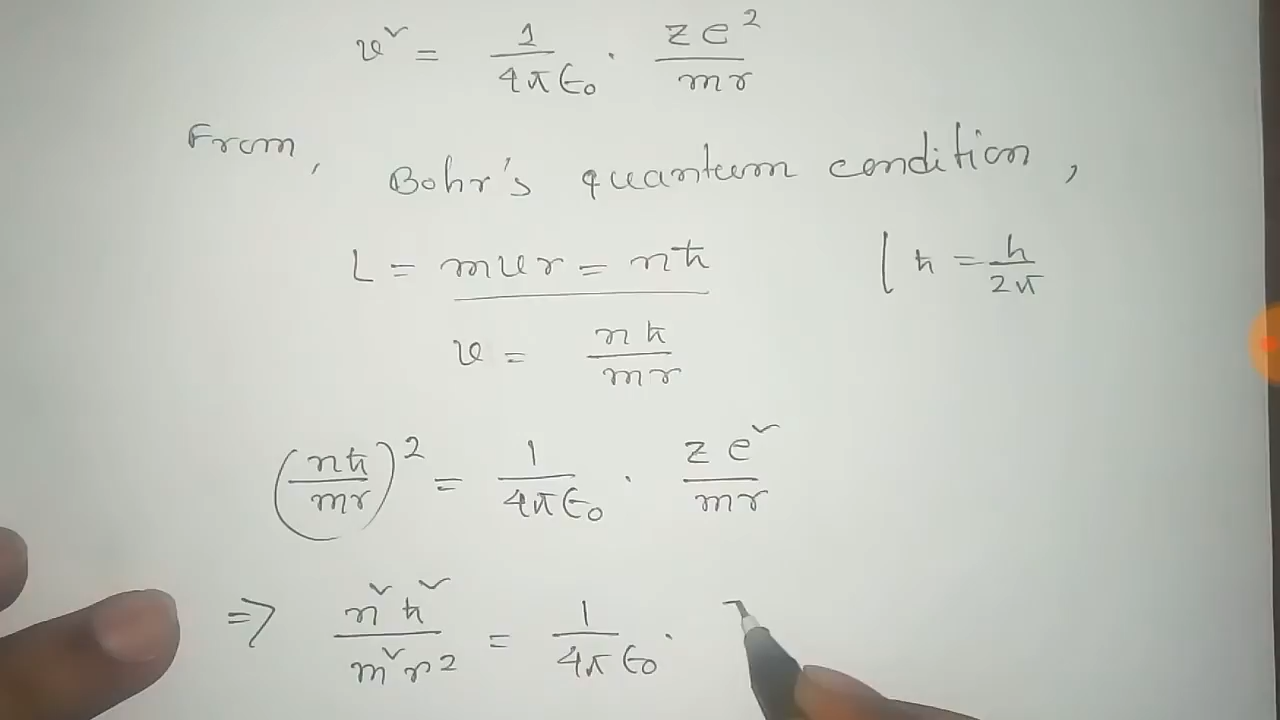 v² = 1/4πϵ₀ · ze²/mr
From, Bohr's quantum condition,
L = mvr = nħ | ħ = h/2π
v = nħ/mr
(nħ/mr)² = 1/4πϵ₀ · ze²/mr
=> n²ħ²/m²r² = 1/4πϵ₀ ·